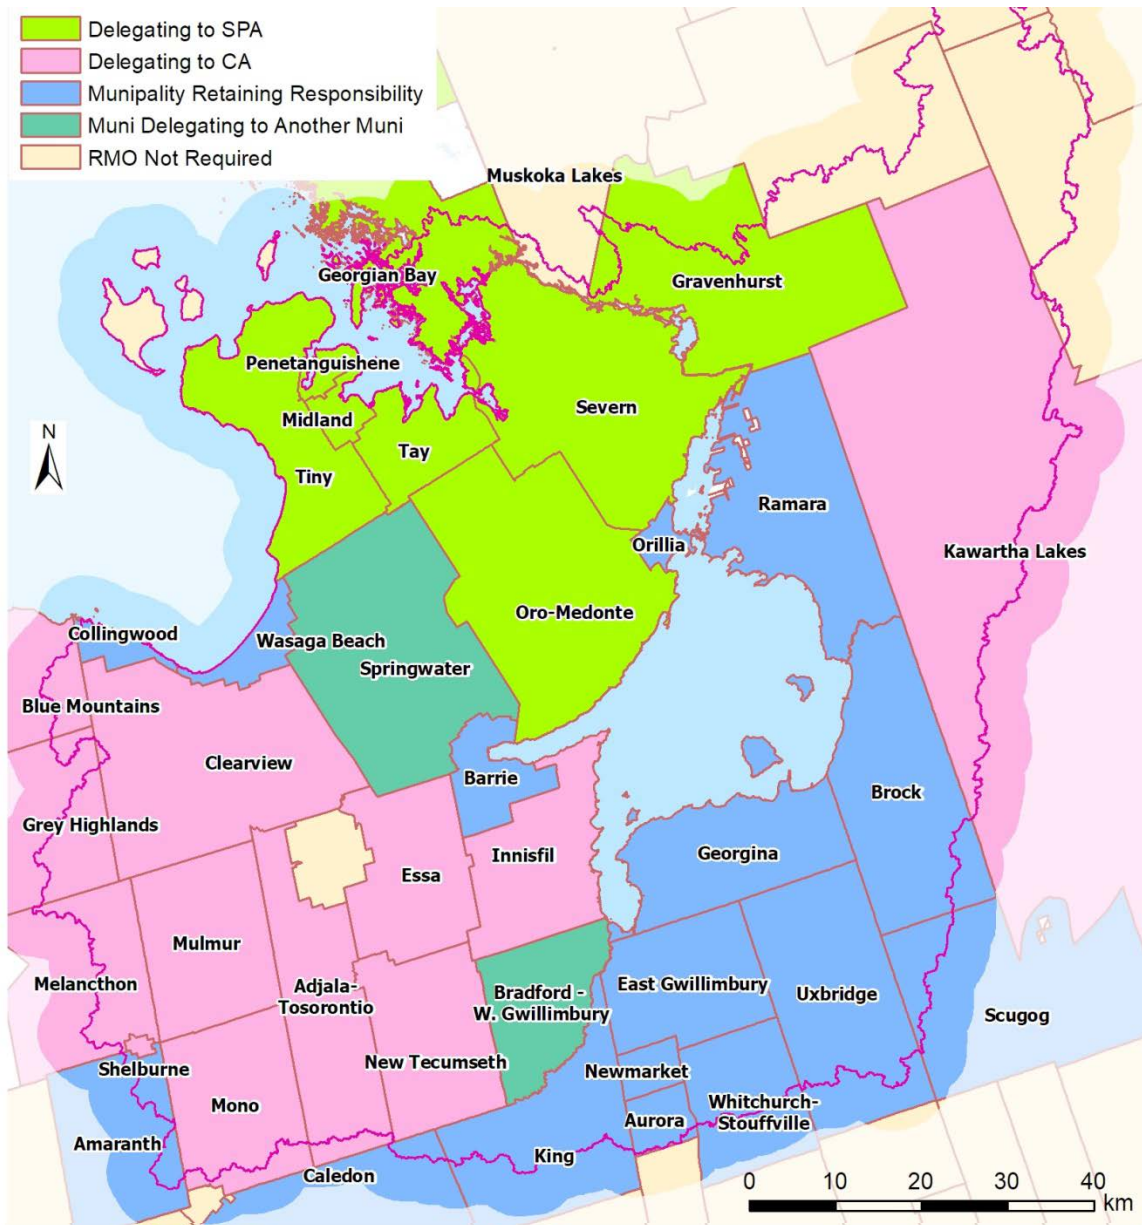 Delegating to SPA
Delegating to CA
Munipality Retaining Responsibility
Muni Delegating to Another Muni
RMO Not Required
Muskoka Lakes
Georgian Bay
Gravenhurst
Penetanguishene
Severn
Midland
Tay
N
Tiny
Ramara
Orillia
Kawartha Lakes
Oro-Medonte
Collingwood
Wasaga Beach
Springwater
Blue Mountains
Clearview
Barrie
Brock
Grey Highlands
Innisfil
Georgina
Essa
Mulmur
Melancthon
Adjala-
Tosorontio
Bradford -
W. Gwillimbury
East Gwillimbury
Uxbridge
Scugog
Shelburne
New Tecumseth
Newmarket
Mono
Whitchurch-
Stouffville
Aurora
Amaranth
King
Caledon
0 10 20 30 40
km